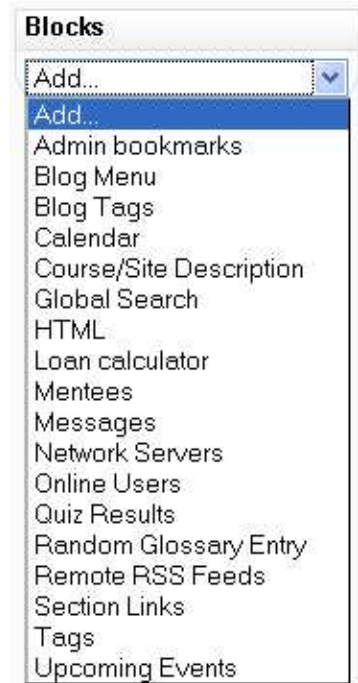 Blocks
Add...
Add...
Admin bookmarks
Blog Menu
Blog Tags
Calendar
Course/Site Description
Global Search
HTML
Loan calculator
Mentees
Messages
Network Servers
Online Users
Quiz Results
Random Glossary Entry
Remote RSS Feeds
Section Links
Tags
Upcoming Events